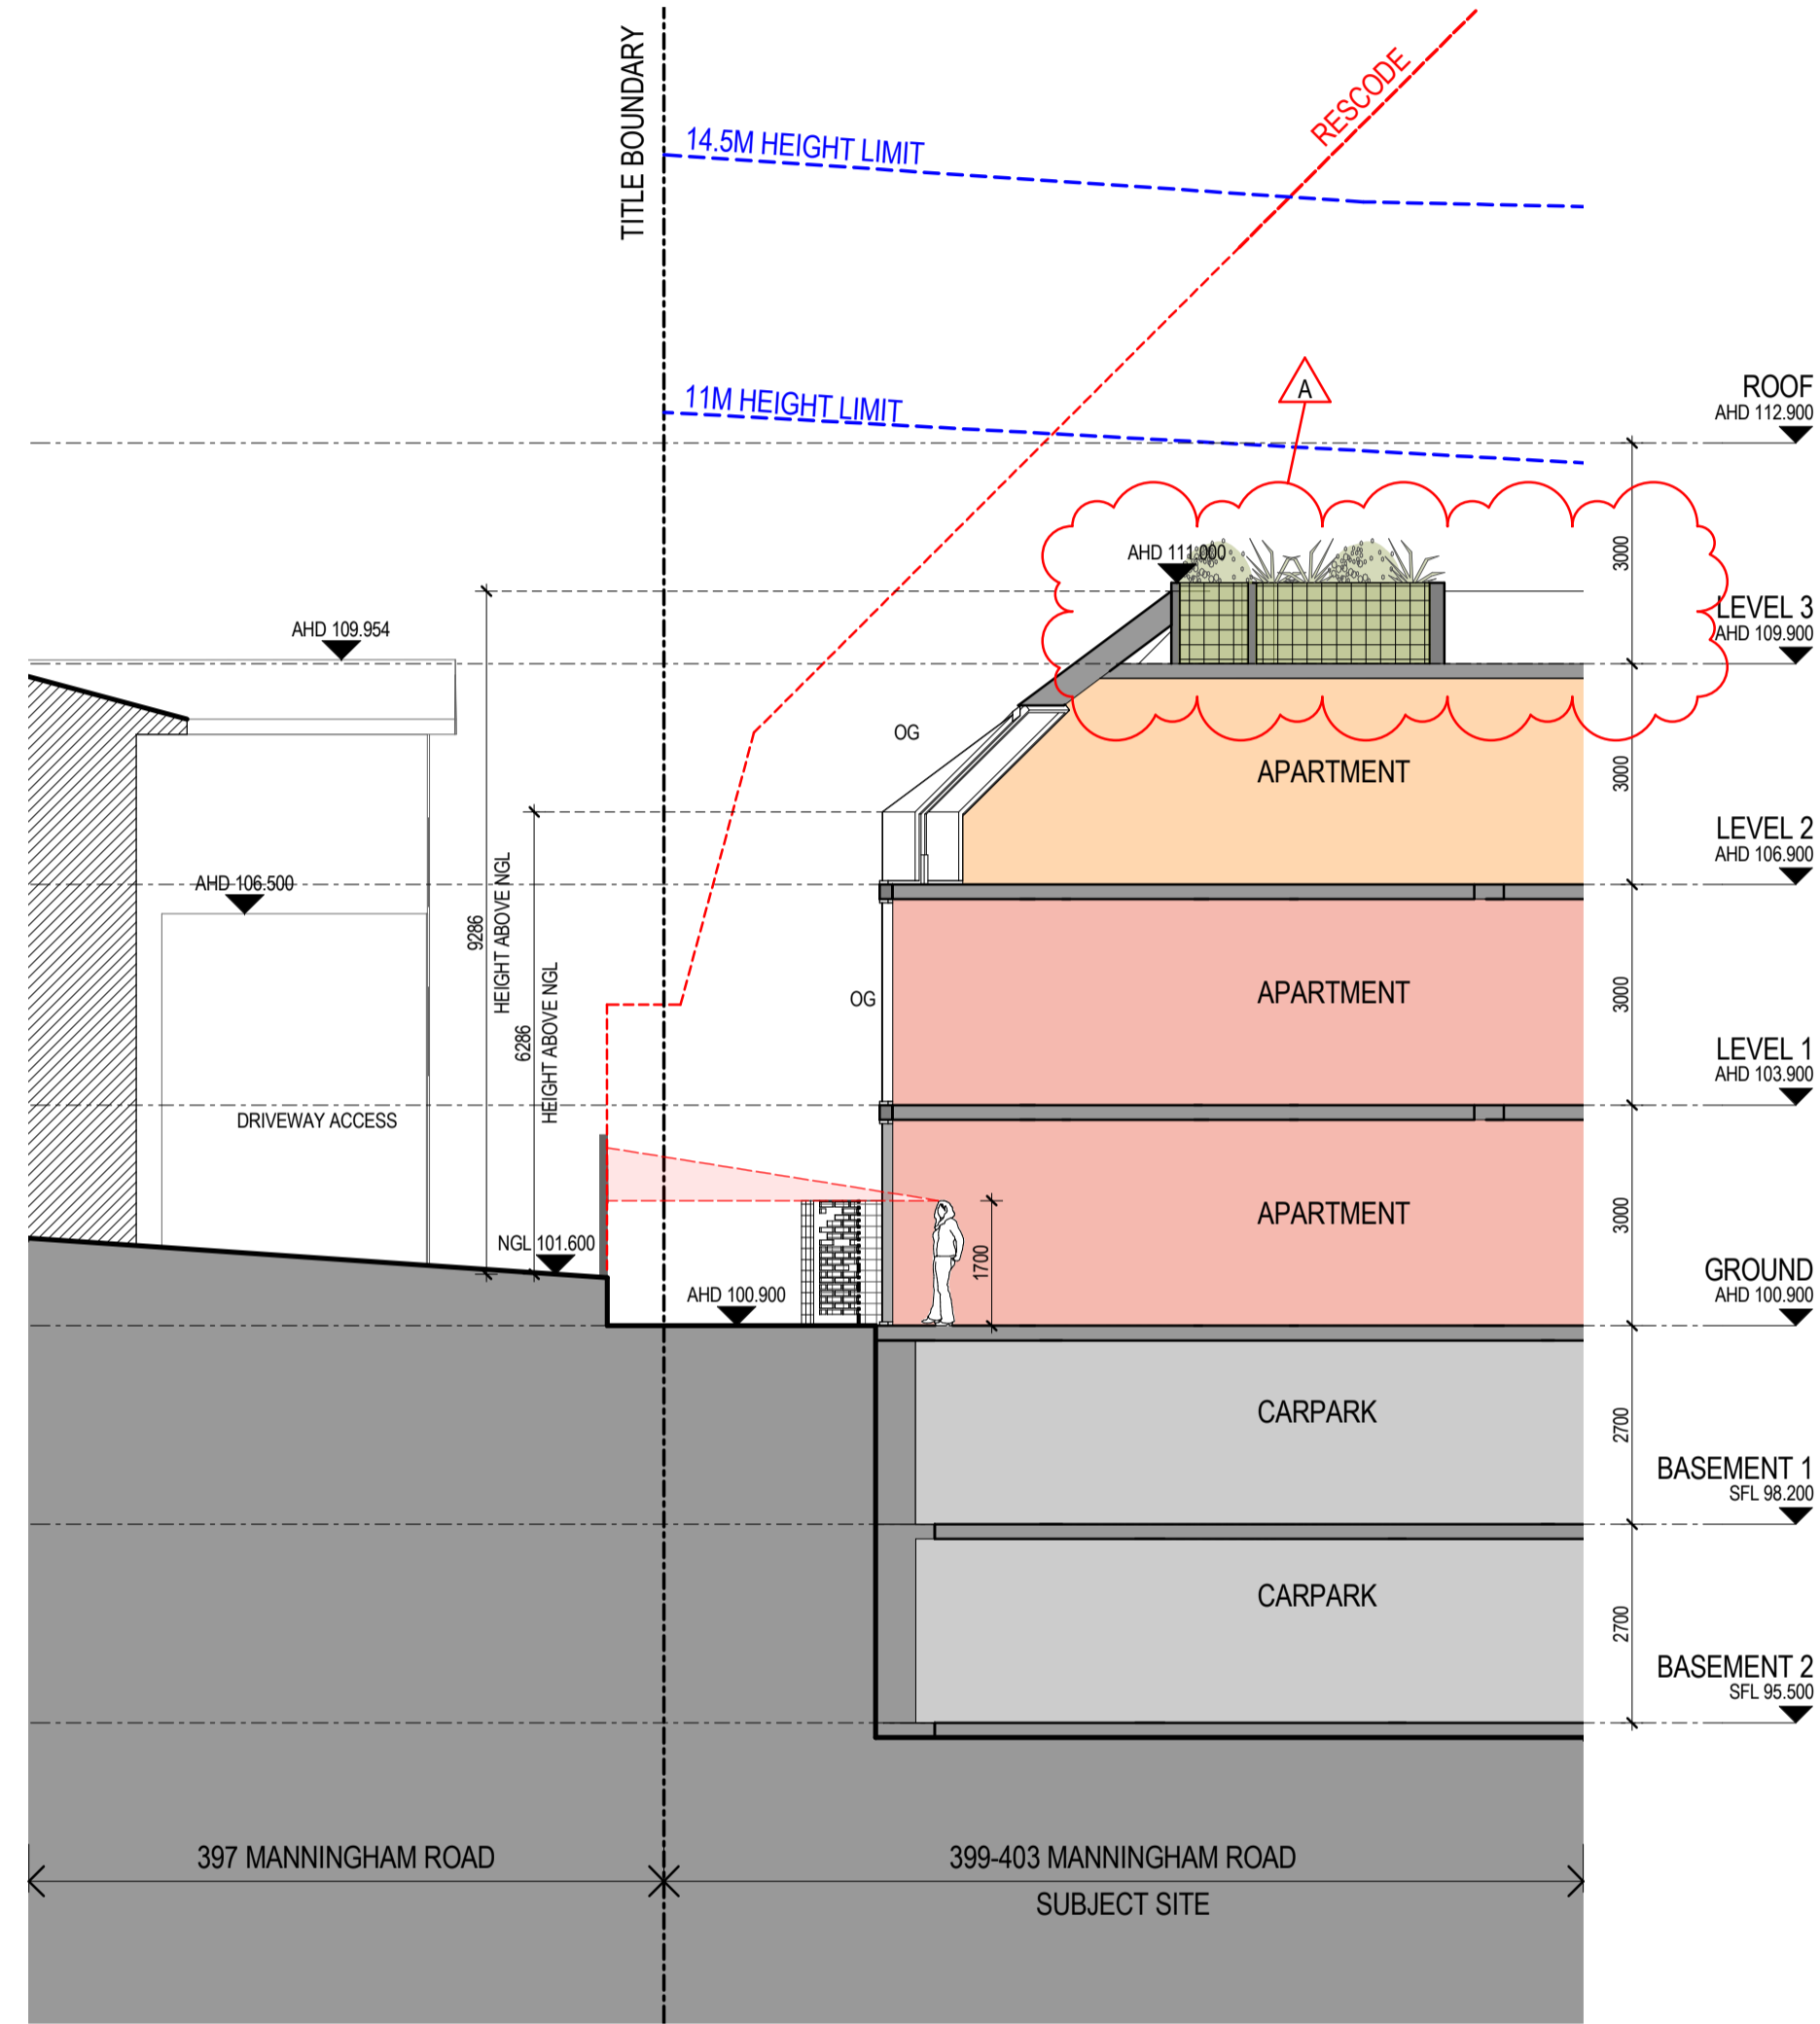 TITLE BOUNDARY
14.5M HEIGHT LIMIT
RESCODE
11M HEIGHT LIMIT
A
ROOF
AHD 112.900
3000
AHD 111.000
LEVEL 3
AHD 109.900
AHD 109.954
OG
APARTMENT
3000
LEVEL 2
AHD 106.900
AHD 106.500
9286
HEIGHT ABOVE NGL
6286
HEIGHT ABOVE NGL
OG
APARTMENT
3000
LEVEL 1
AHD 103.900
DRIVEWAY ACCESS
APARTMENT
3000
NGL 101.600
1700
AHD 100.900
GROUND
AHD 100.900
CARPARK
2700
BASEMENT 1
SFL 98.200
CARPARK
2700
BASEMENT 2
SFL 95.500
397 MANNINGHAM ROAD
399-403 MANNINGHAM ROAD
SUBJECT SITE